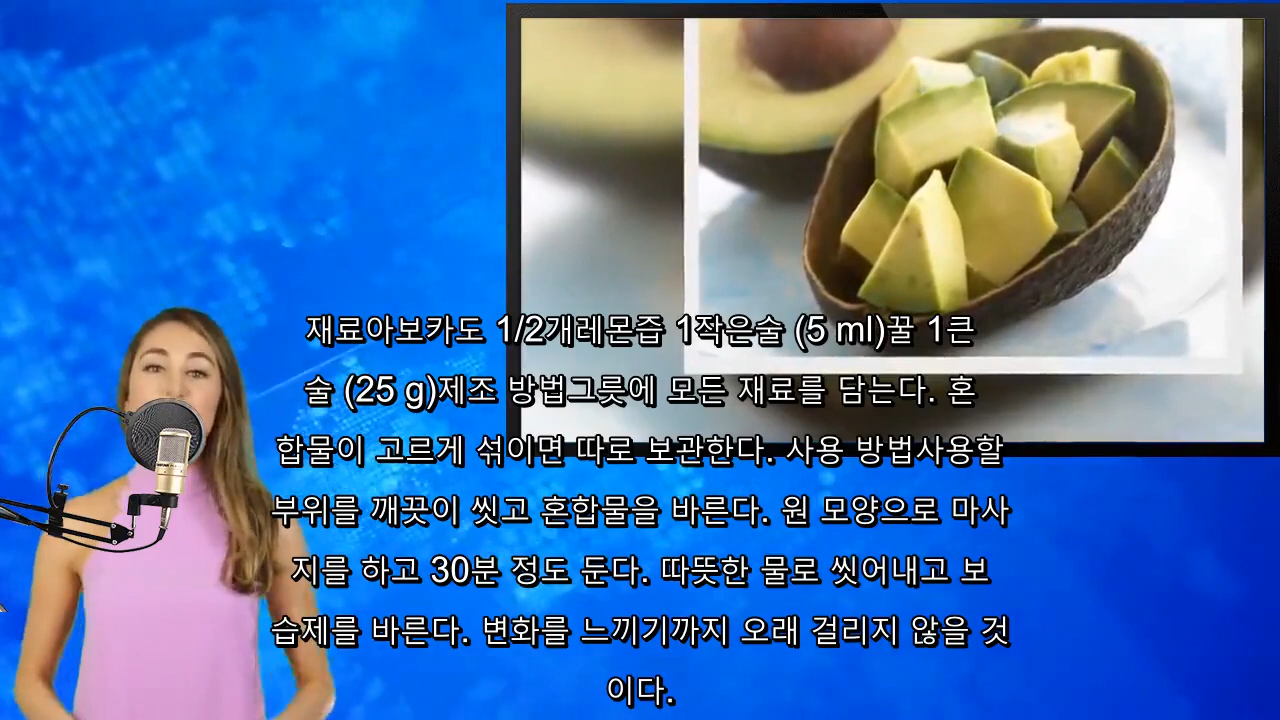 재료아보카도 1/2개레몬즙 1작은술 (5 ml)꿀 1큰
술 (25 g)제조 방법그릇에 모든 재료를 담는다. 혼
합물이 고르게 섞이면 따로 보관한다. 사용 방법사용할
부위를 깨끗이 씻고 혼합물을 바른다. 원 모양으로 마사
지를 하고 30분 정도 둔다. 따뜻한 물로 씻어내고 보
습제를 바른다. 변화를 느끼기까지 오래 걸리지 않을 것
이다.